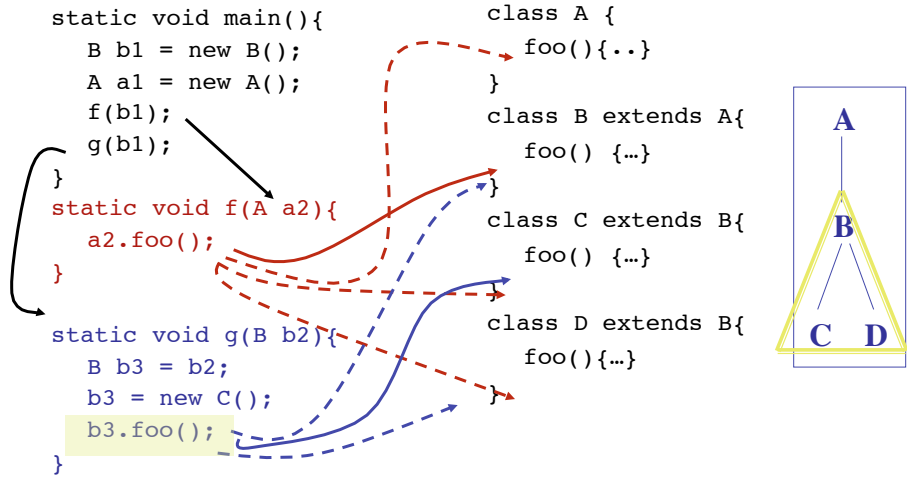 static void main(){
B b1 = new B();
A a1 = new A();
f(b1);
g(b1);
}
static void f(A a2){
a2.foo();
}
static void g(B b2){
B b3 = b2;
b3 = new C();
b3.foo();
}
class A {
foo(){..}
}
class B extends A{
foo() {…}
}
class C extends B{
foo() {…}
}
class D extends B{
foo(){…}
}
A
B
C D